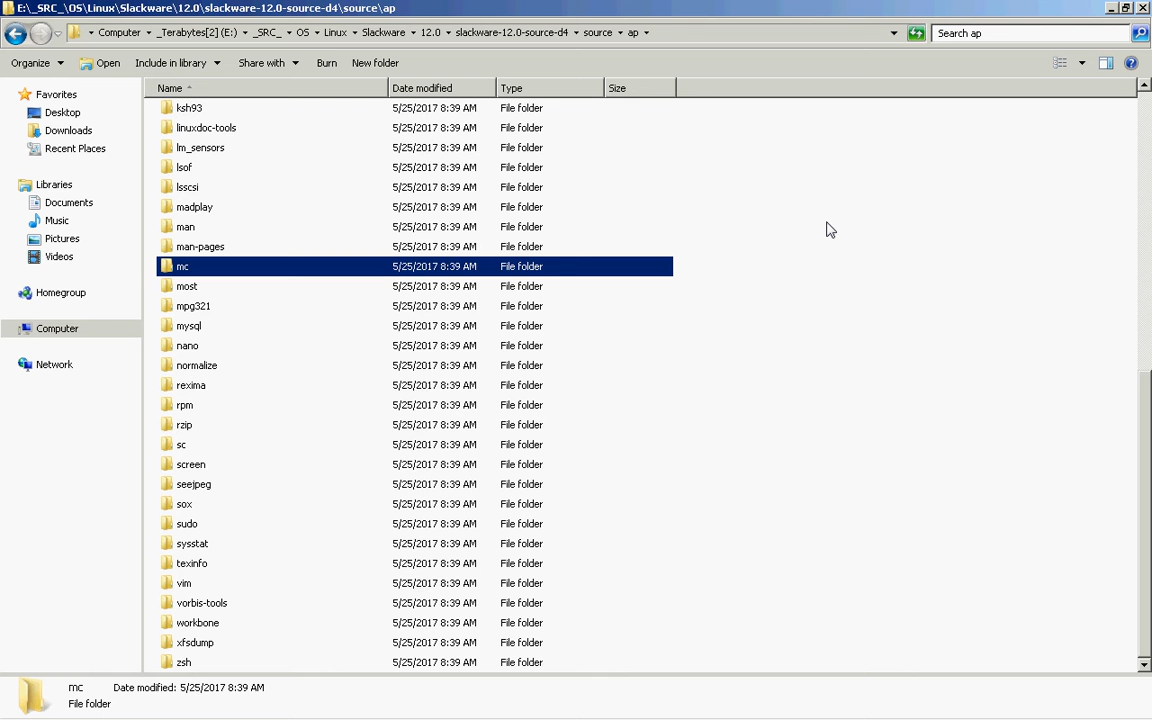 E:\_SRC_\OS\Linux\Slackware\12.0\slackware-12.0-source-d4\source\ap
Computer _Terabytes[2] (E:) _SRC_ OS Linux Slackware 12.0 slackware-12.0-source-d4 source ap Search ap
Organize Open Include in library Share with Burn New folder
Name Date modified Type Size
Favorites
Desktop
Downloads
Recent Places
Libraries
Documents
Music
Pictures
Videos
Homegroup
Computer
Network
ksh93 5/25/2017 8:39 AM File folder
linuxdoc-tools 5/25/2017 8:39 AM File folder
lm_sensors 5/25/2017 8:39 AM File folder
lsof 5/25/2017 8:39 AM File folder
lsscsi 5/25/2017 8:39 AM File folder
madplay 5/25/2017 8:39 AM File folder
man 5/25/2017 8:39 AM File folder
man-pages 5/25/2017 8:39 AM File folder
mc 5/25/2017 8:39 AM File folder
most 5/25/2017 8:39 AM File folder
mpg321 5/25/2017 8:39 AM File folder
mysql 5/25/2017 8:39 AM File folder
nano 5/25/2017 8:39 AM File folder
normalize 5/25/2017 8:39 AM File folder
rexima 5/25/2017 8:39 AM File folder
rpm 5/25/2017 8:39 AM File folder
rzip 5/25/2017 8:39 AM File folder
sc 5/25/2017 8:39 AM File folder
screen 5/25/2017 8:39 AM File folder
seejpeg 5/25/2017 8:39 AM File folder
sox 5/25/2017 8:39 AM File folder
sudo 5/25/2017 8:39 AM File folder
sysstat 5/25/2017 8:39 AM File folder
texinfo 5/25/2017 8:39 AM File folder
vim 5/25/2017 8:39 AM File folder
vorbis-tools 5/25/2017 8:39 AM File folder
workbone 5/25/2017 8:39 AM File folder
xfsdump 5/25/2017 8:39 AM File folder
zsh 5/25/2017 8:39 AM File folder
mc Date modified: 5/25/2017 8:39 AM
File folder